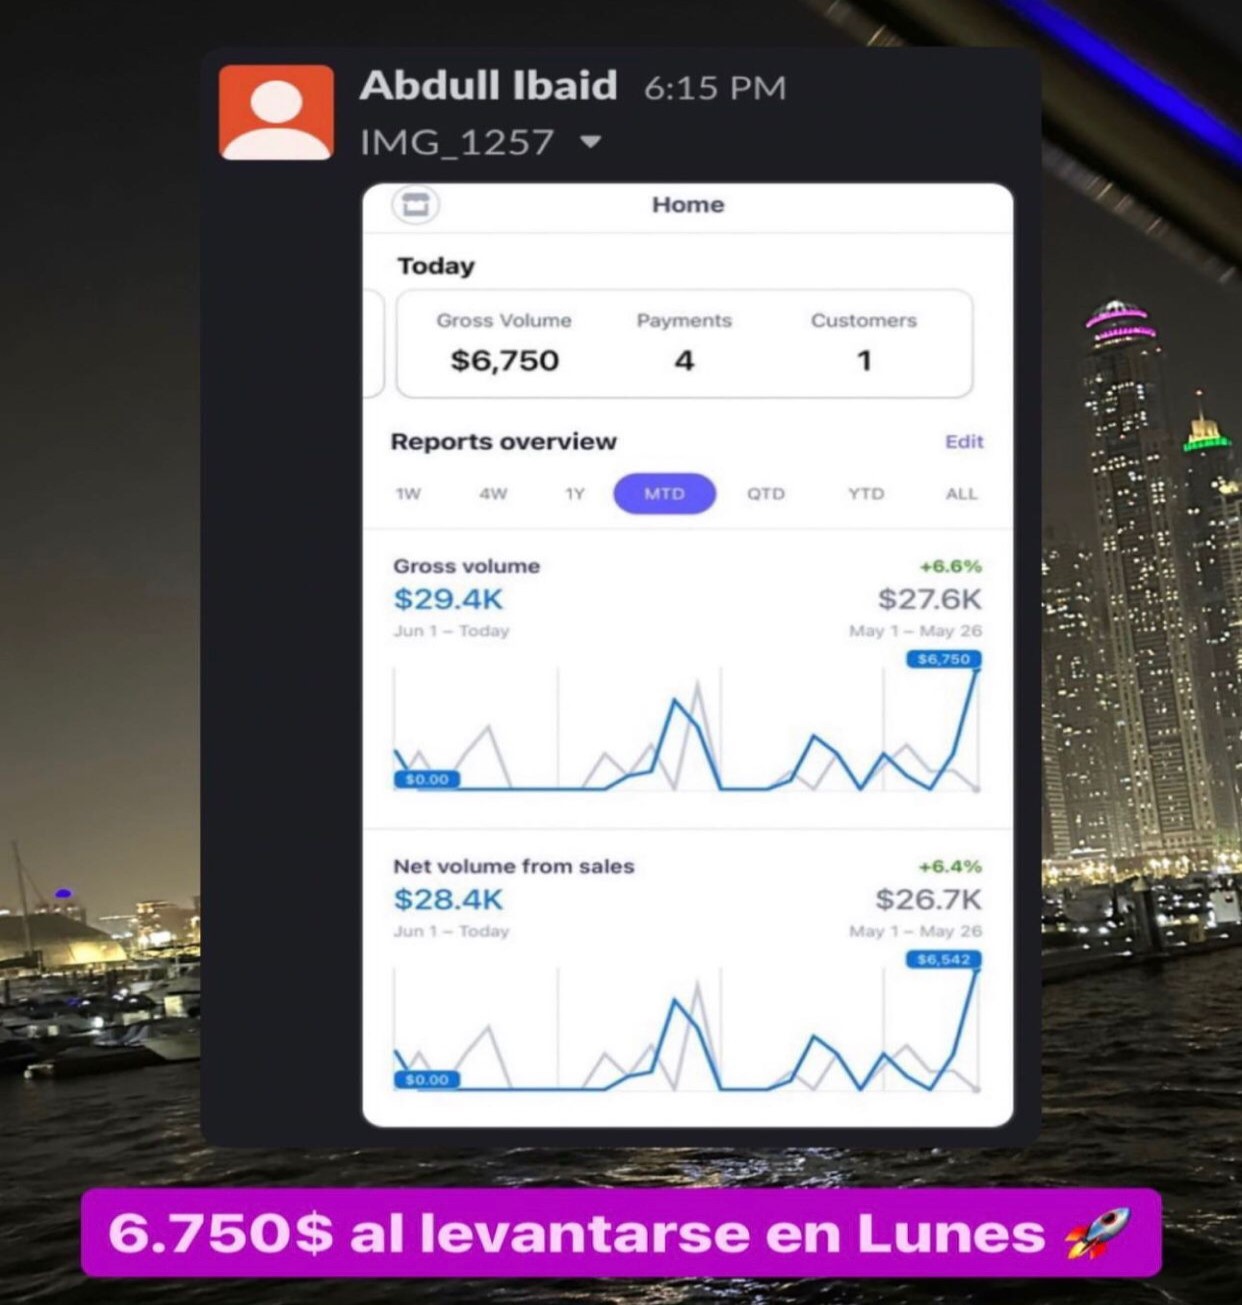 Abdull Ibaid 6:15 PM
IMG_1257
Home
Today
Gross Volume Payments Customers
$6,750 4 1
Reports overview Edit
1W 4W 1Y MTD QTD YTD ALL
Gross volume +6.6%
$29.4K $27.6K
Jun 1 – Today May 1 – May 26
$6,750
$0.00
Net volume from sales +6.4%
$28.4K $26.7K
Jun 1 – Today May 1 – May 26
$6,542
$0.00
6.750$ al levantarse en Lunes 🚀